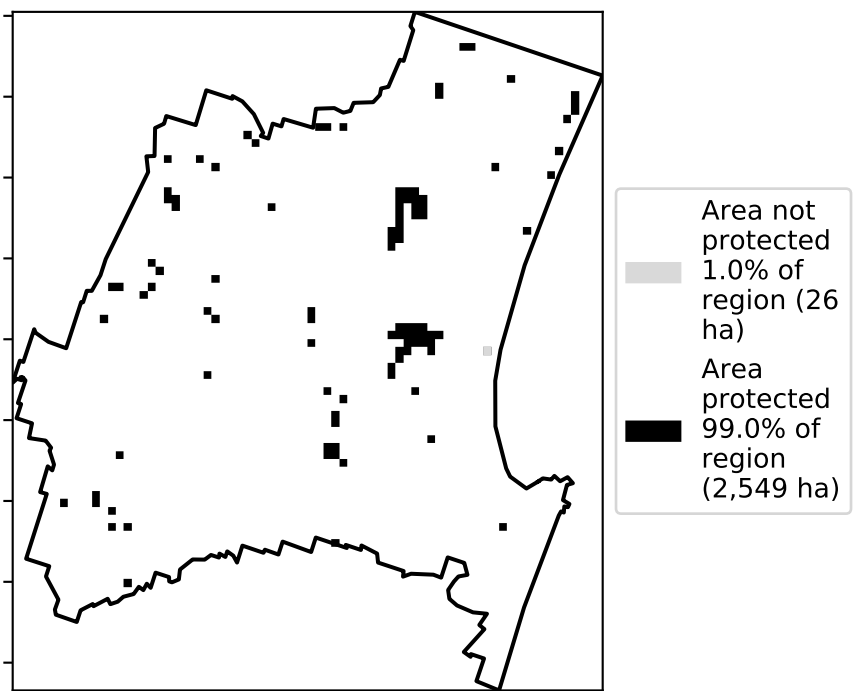 Area not
protected
1.0% of
region (26
ha)
Area
protected
99.0% of
region
(2,549 ha)